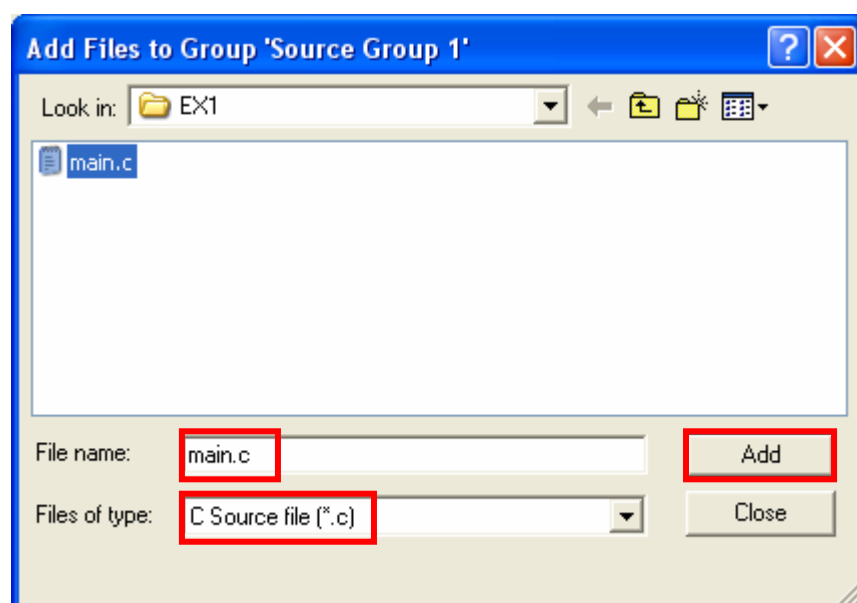 Add Files to Group 'Source Group 1'
Look in: EX1
main.c
File name: main.c Add
Files of type: C Source file (*.c) Close